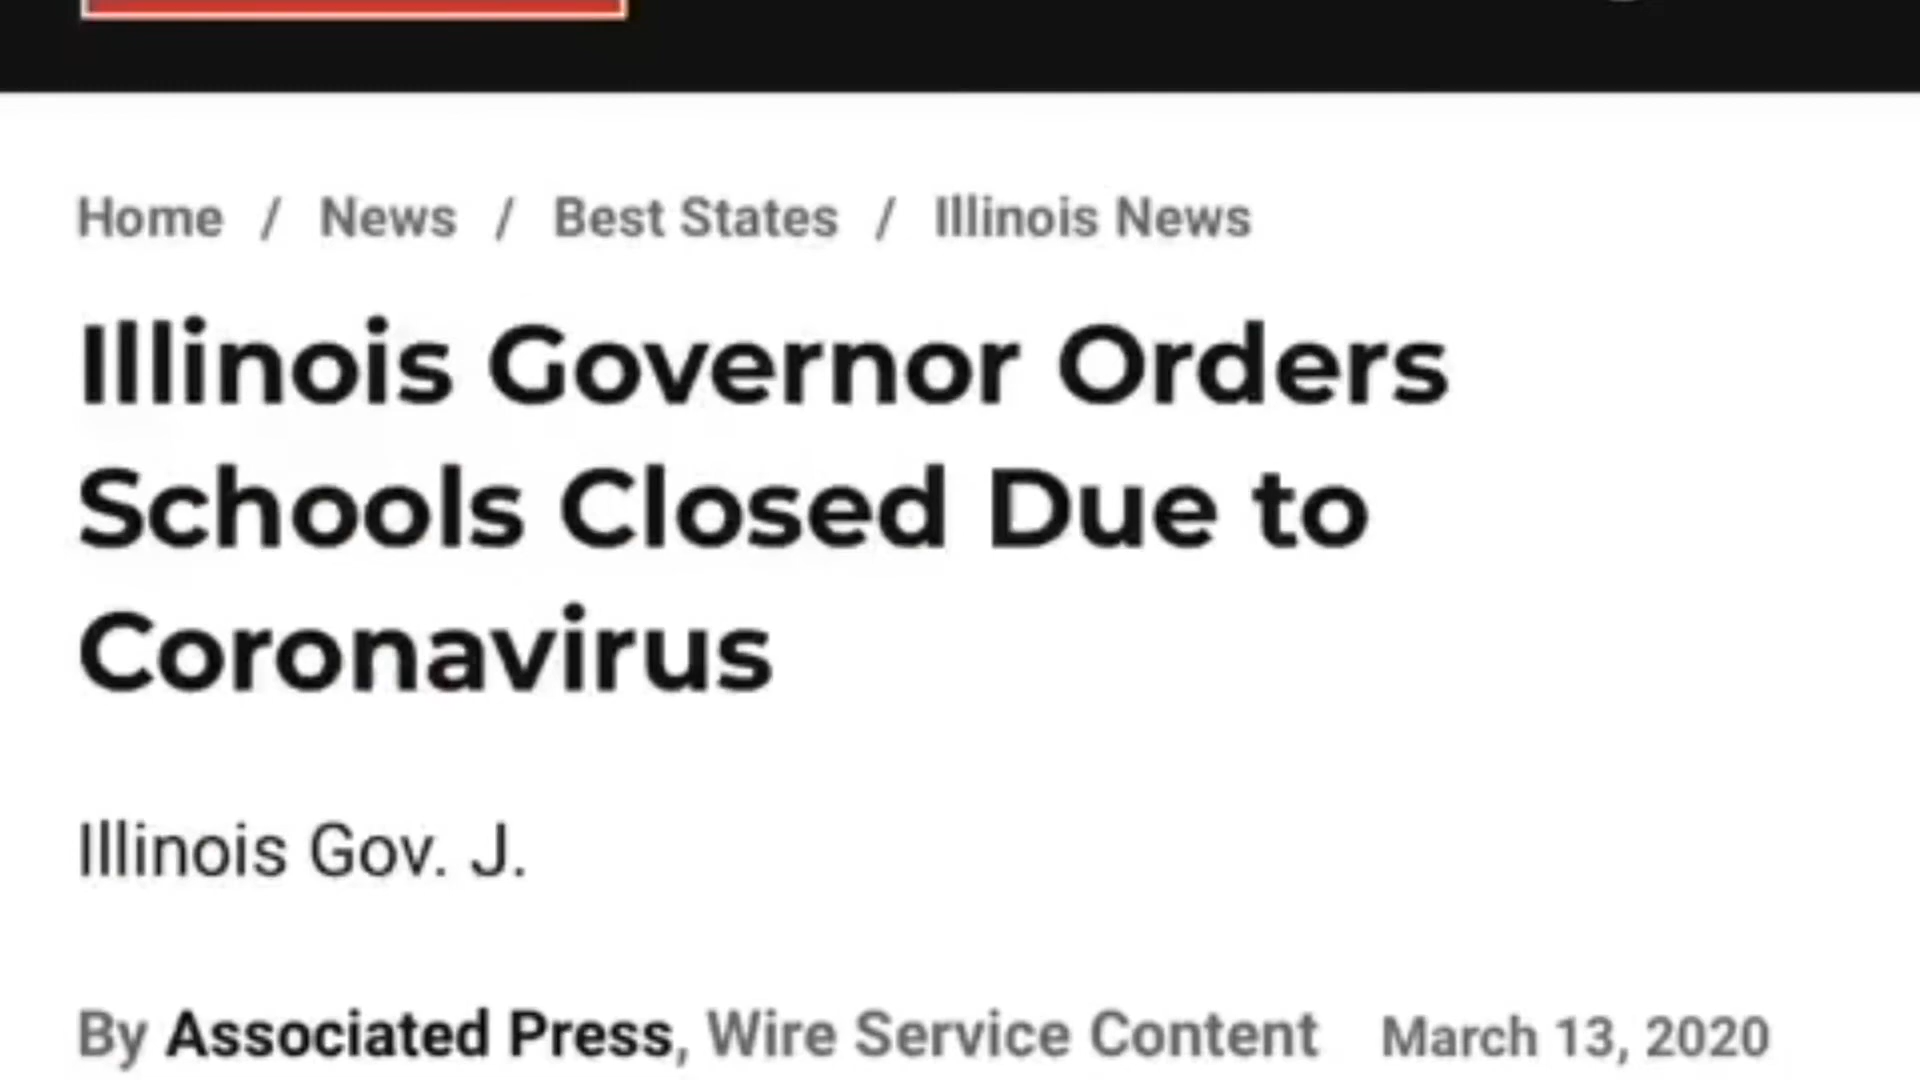 Home / News / Best States / Illinois News
Illinois Governor Orders
Schools Closed Due to
Coronavirus
Illinois Gov. J.
By Associated Press, Wire Service Content March 13, 2020